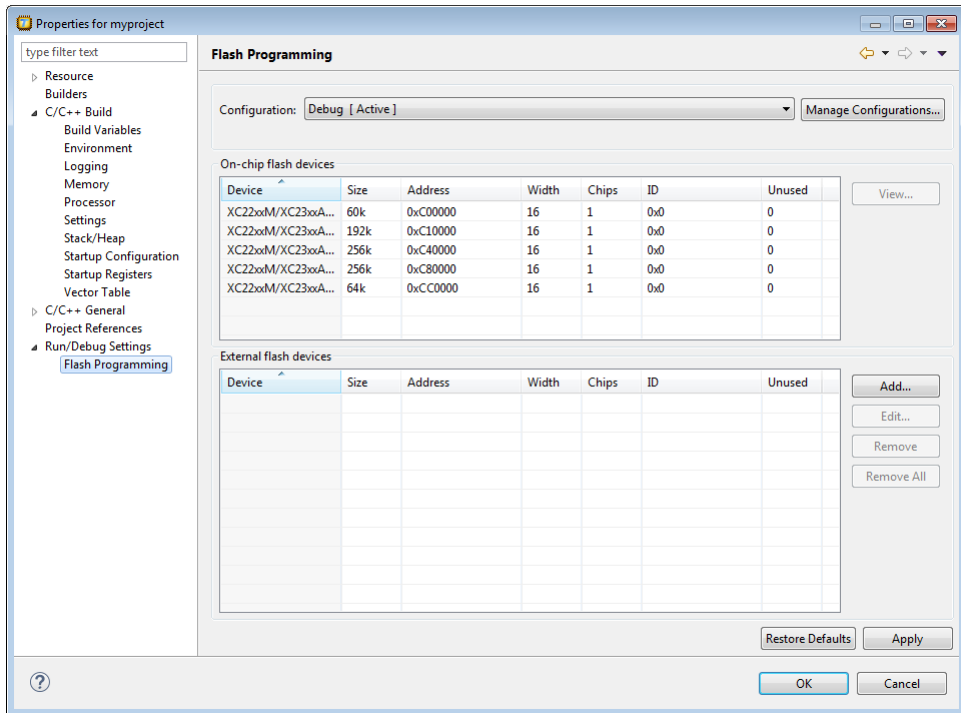 Properties for myproject
type filter text
Resource
Builders
C/C++ Build
Build Variables
Environment
Logging
Memory
Processor
Settings
Stack/Heap
Startup Configuration
Startup Registers
Vector Table
C/C++ General
Project References
Run/Debug Settings
Flash Programming
Flash Programming
Configuration: Debug [ Active ] Manage Configurations...
On-chip flash devices
Device Size Address Width Chips ID Unused View...
XC22xxM/XC23xxA... 60k 0xC00000 16 1 0x0 0
XC22xxM/XC23xxA... 192k 0xC10000 16 1 0x0 0
XC22xxM/XC23xxA... 256k 0xC40000 16 1 0x0 0
XC22xxM/XC23xxA... 256k 0xC80000 16 1 0x0 0
XC22xxM/XC23xxA... 64k 0xCC0000 16 1 0x0 0
External flash devices
Device Size Address Width Chips ID Unused Add...
Edit...
Remove
Remove All
Restore Defaults Apply
? OK Cancel